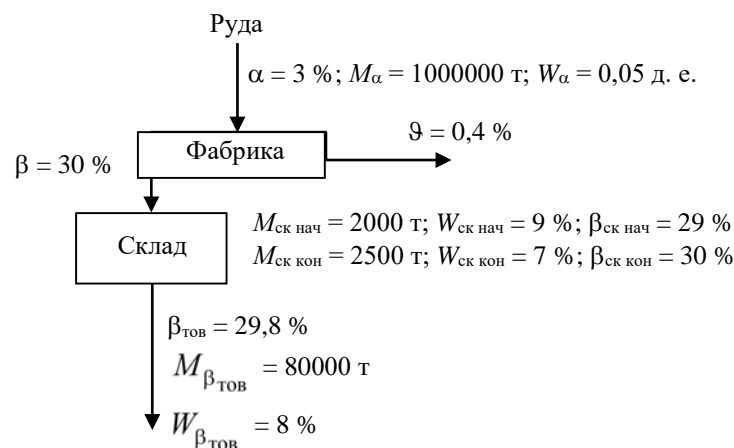 Руда
α = 3 %; Mα = 1000000 т; Wα = 0,05 д. е.
ϑ = 0,4 %
Фабрика
β = 30 %
Mск нач = 2000 т; Wск нач = 9 %; βск нач = 29 %
Склад
Mск кон = 2500 т; Wск кон = 7 %; βск кон = 30 %
βтов = 29,8 %
Mβтов = 80000 т
Wβтов = 8 %